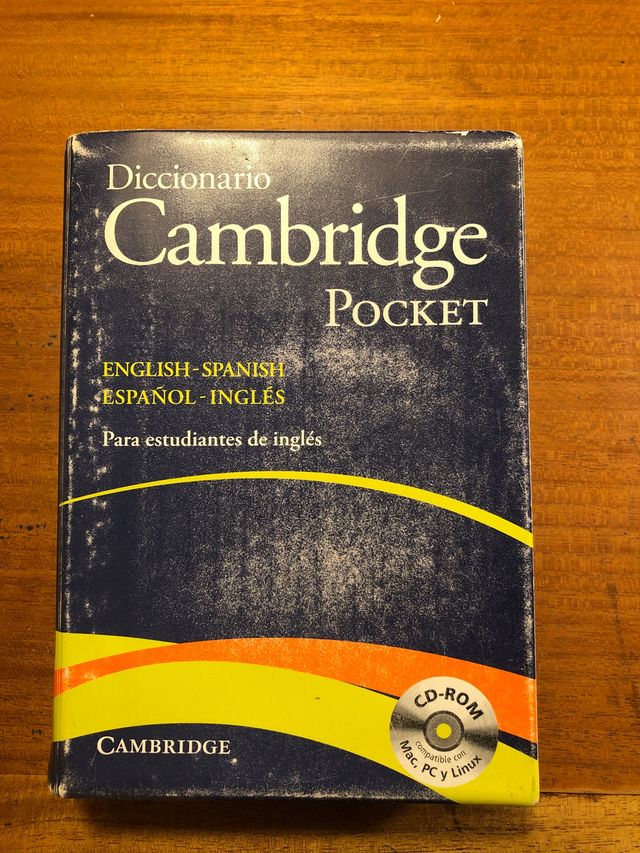 Diccionario
Cambridge
POCKET
ENGLISH-SPANISH
ESPAÑOL-INGLÉS
Para estudiantes de inglés
CD-ROM
compatible con
Mac, PC y Linux
CAMBRIDGE